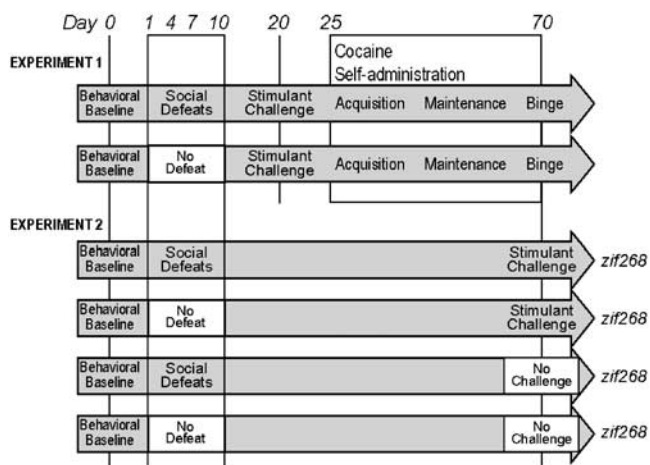 Day 0 1 4 7 10 20 25 70
Cocaine
EXPERIMENT 1
Self-administration
Behavioral Social Stimulant
Baseline Defeats Challenge Acquisition Maintenance Binge
Behavioral No Stimulant
Baseline Defeat Challenge Acquisition Maintenance Binge
EXPERIMENT 2
Behavioral Social Stimulant
Baseline Defeats Challenge zif268
Behavioral No Stimulant
Baseline Defeat Challenge zif268
Behavioral Social No
Baseline Defeats Challenge zif268
Behavioral No No
Baseline Defeat Challenge zif268